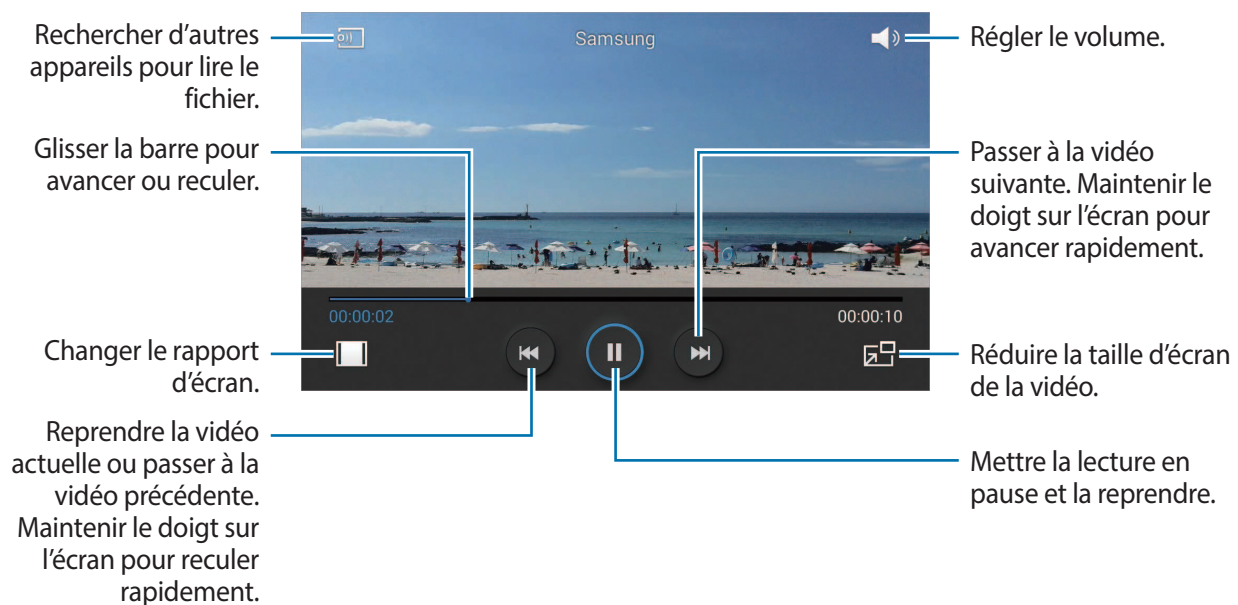 Rechercher d'autres
appareils pour lire le
fichier.
Glisser la barre pour
avancer ou reculer.
Changer le rapport
d'écran.
Reprendre la vidéo
actuelle ou passer à la
vidéo précédente.
Maintenir le doigt sur
l'écran pour reculer
rapidement.
Samsung
00:00:02
00:00:10
Régler le volume.
Passer à la vidéo
suivante. Maintenir le
doigt sur l'écran pour
avancer rapidement.
Réduire la taille d'écran
de la vidéo.
Mettre la lecture en
pause et la reprendre.